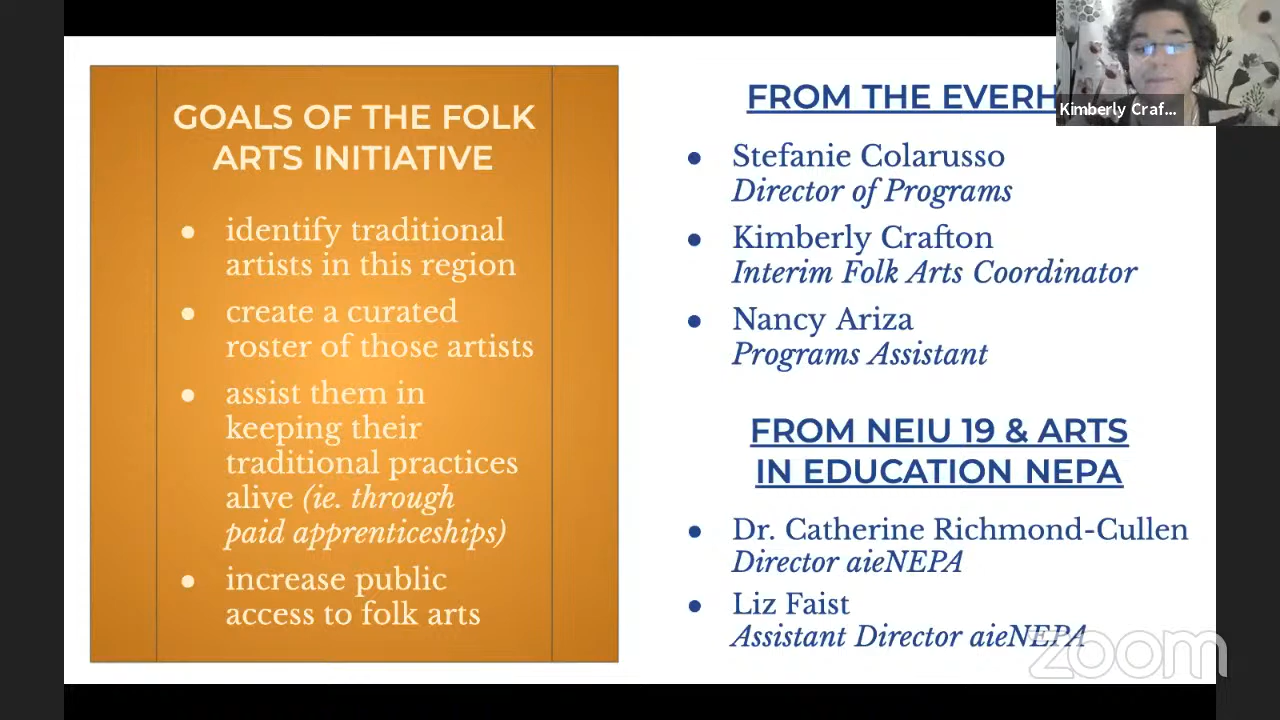 GOALS OF THE FOLK
ARTS INITIATIVE
● identify traditional
artists in this region
● create a curated
roster of those artists
● assist them in
keeping their
traditional practices
alive (ie. through
paid apprenticeships)
● increase public
access to folk arts
FROM THE EVERH
Kimberly Craf...
● Stefanie Colarusso
Director of Programs
● Kimberly Crafton
Interim Folk Arts Coordinator
● Nancy Ariza
Programs Assistant
FROM NEIU 19 & ARTS
IN EDUCATION NEPA
● Dr. Catherine Richmond-Cullen
Director aieNEPA
● Liz Faist
Assistant Director aieNEPA
zoom